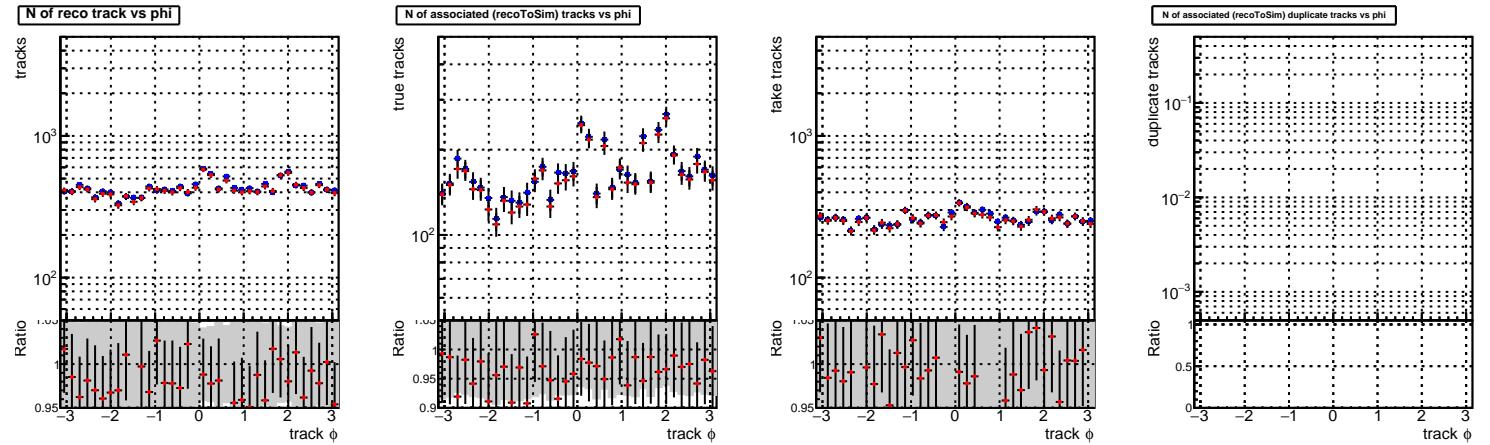 N of reco track vs phi
tracks
10³
10²
Ratio
1.05
1
0.95
−3 −2 −1 0 1 2 3
track ϕ
N of associated (recoToSim) tracks vs phi
true tracks
10²
Ratio
1
0.95
0.9
−3 −2 −1 0 1 2 3
track ϕ
fake tracks
10³
10²
Ratio
1.05
1
0.95
−3 −2 −1 0 1 2 3
track ϕ
N of associated (recoToSim) duplicate tracks vs phi
duplicate tracks
10⁻¹
10⁻²
10⁻³
Ratio
1
0.5
0
−3 −2 −1 0 1 2 3
track ϕ